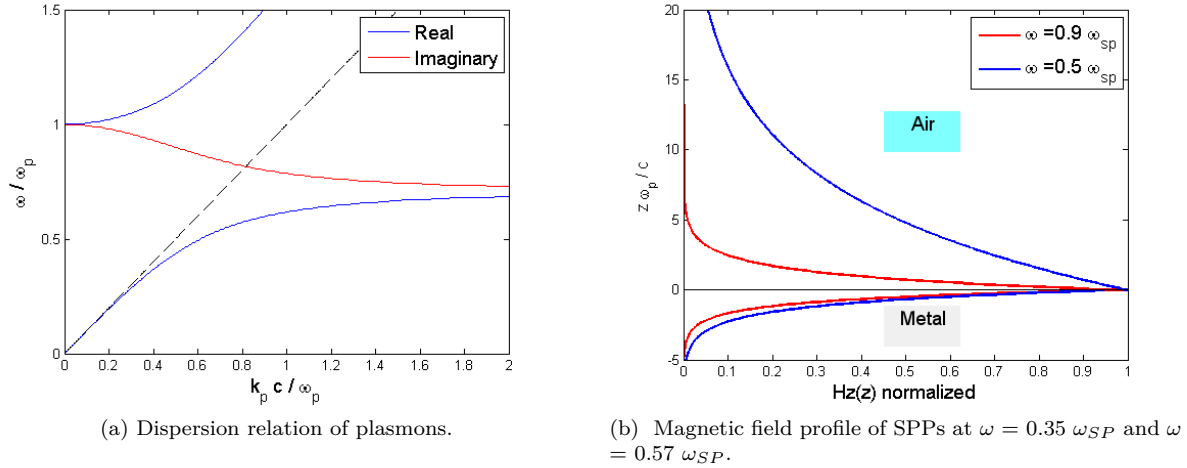 1.5
1
0.5
0
0
0.2
0.4
0.6
0.8
1
1.2
1.4
1.6
1.8
2
ω / ω_p
k_p c / ω_p
Real
Imaginary
(a) Dispersion relation of plasmons.
20
15
10
5
0
-5
0
0.1
0.2
0.3
0.4
0.5
0.6
0.7
0.8
0.9
1
z ω_p / c
Hz(z) normalized
ω =0.9 ω_sp
ω =0.5 ω_sp
Air
Metal
(b) Magnetic field profile of SPPs at ω = 0.35 ω_SP and ω
= 0.57 ω_SP.